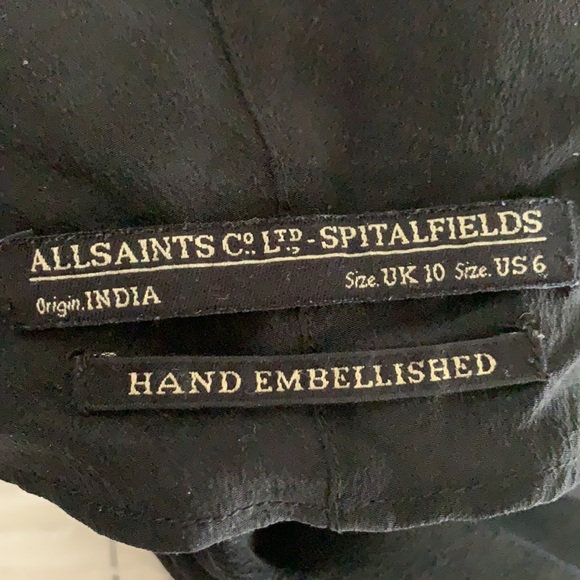 ALLSAINTS Cº. LTD. - SPITALFIELDS
Origin. INDIA Size. UK 10 Size. US 6
HAND EMBELLISHED